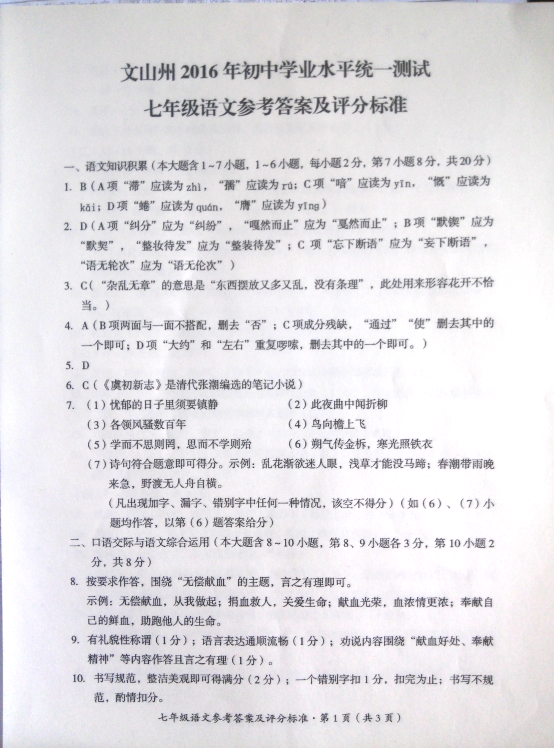 文山州 2016 年初中学业水平统一测试
七年级语文参考答案及评分标准
一、语文知识积累（本大题含 1~7 小题，1~6 小题，每小题 2 分，第 7 小题 8 分，共 20 分）
1. B（A 项“滞”应读为 zhì，“孺”应读为 rú；C 项“喑”应读为 yīn，“慨”应读为
kǎi；D 项“蜷”应读为 quán，“膺”应读为 yīng）
2. D（A 项“纠分”应为“纠纷”，“嘎然而止”应为“戛然而止”；B 项“默锲”应为
“默契”，“整妆待发”应为“整装待发”；C 项“忘下断语”应为“妄下断语”，
“语无轮次”应为“语无伦次”）
3. C（“杂乱无章”的意思是“东西摆放又多又乱，没有条理”，此处用来形容花开不恰
当。）
4. A（B 项两面与一面不搭配，删去“否”；C 项成分残缺，“通过”“使”删去其中的
一个即可；D 项“大约”和“左右”重复啰嗦，删去其中的一个即可。）
5. D
6. C（《虞初新志》是清代张潮编选的笔记小说）
7. （1）忧郁的日子里须要镇静 （2）此夜曲中闻折柳
（3）各领风骚数百年 （4）鸟向檐上飞
（5）学而不思则罔，思而不学则殆 （6）朔气传金柝，寒光照铁衣
（7）诗句符合题意即可得分。示例：乱花渐欲迷人眼，浅草才能没马蹄；春潮带雨晚
来急，野渡无人舟自横。
（凡出现加字、漏字、错别字中任何一种情况，该空不得分）（如（6）、（7）小
题均作答，以第（6）题答案给分）
二、口语交际与语文综合运用（本大题含 8~10 小题，第 8、9 小题各 3 分，第 10 小题 2
分，共 8 分）
8. 按要求作答，围绕“无偿献血”的主题，言之有理即可。
示例：无偿献血，从我做起；捐血救人，关爱生命；献血光荣，血浓情更浓；奉献自
己的鲜血，助跑他人的生命。
9. 有礼貌性称谓（1 分）；语言表达通顺流畅（1 分）；劝说内容围绕“献血好处、奉献
精神”等内容作答且言之有理（1 分）。
10. 书写规范，整洁美观即可得满分（2 分）；一个错别字扣 1 分，扣完为止；书写不规
范，酌情扣分。
七年级语文参考答案及评分标准·第 1 页（共 3 页）